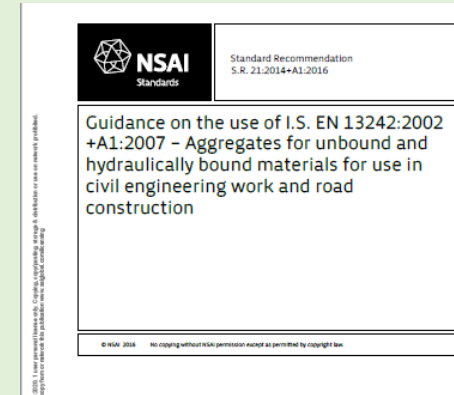 NSAI
Standards
Standard Recommendation
S.R. 21:2014+A1:2016
Guidance on the use of I.S. EN 13242:2002
+A1:2007 – Aggregates for unbound and
hydraulically bound materials for use in
civil engineering work and road
construction
© NSAI 2016 No copying without NSAI permission except as permitted by copyright law.